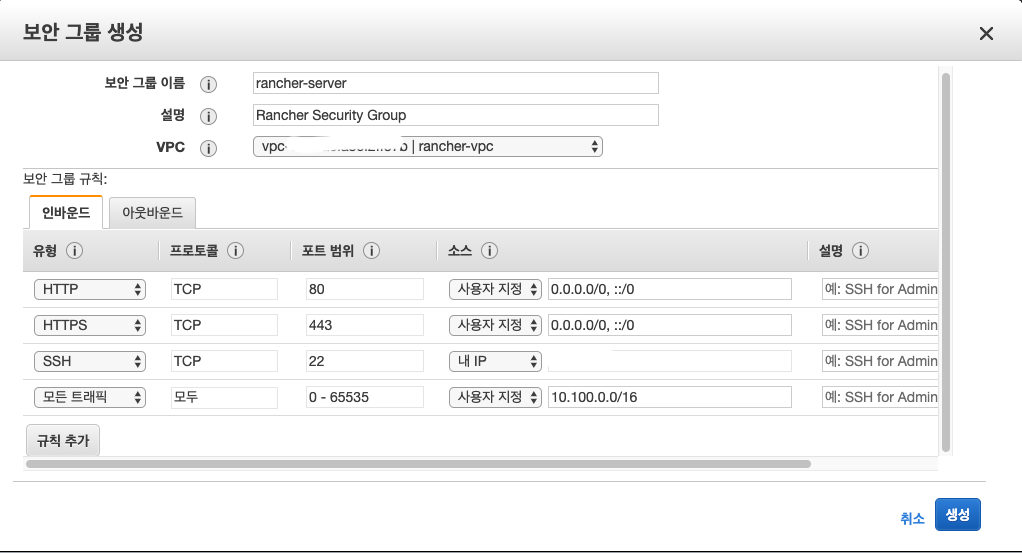 보안 그룹 생성
보안 그룹 이름 i rancher-server
설명 i Rancher Security Group
VPC i vpc- | rancher-vpc
보안 그룹 규칙:
인바운드 아웃바운드
유형 i 프로토콜 i 포트 범위 i 소스 i 설명 i
HTTP TCP 80 사용자 지정 0.0.0.0/0, ::/0 예: SSH for Admin
HTTPS TCP 443 사용자 지정 0.0.0.0/0, ::/0 예: SSH for Admin
SSH TCP 22 내 IP 예: SSH for Admin
모든 트래픽 모두 0 - 65535 사용자 지정 10.100.0.0/16 예: SSH for Admin
규칙 추가
취소 생성